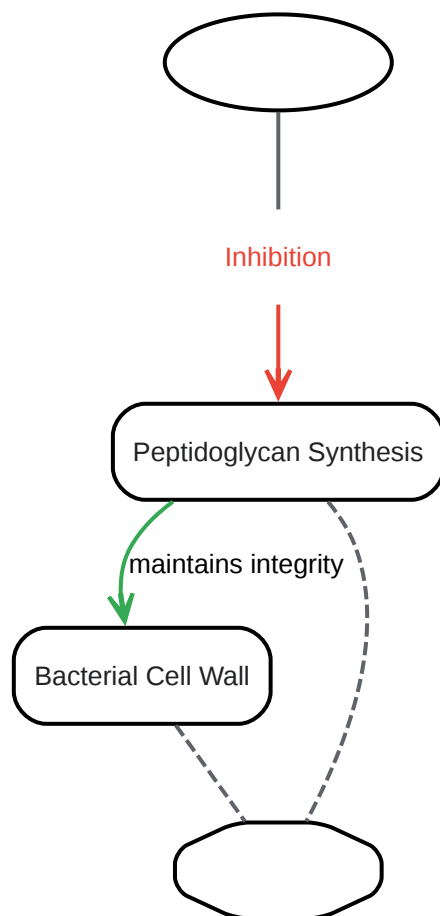 Inhibition
Peptidoglycan Synthesis
maintains integrity
Bacterial Cell Wall